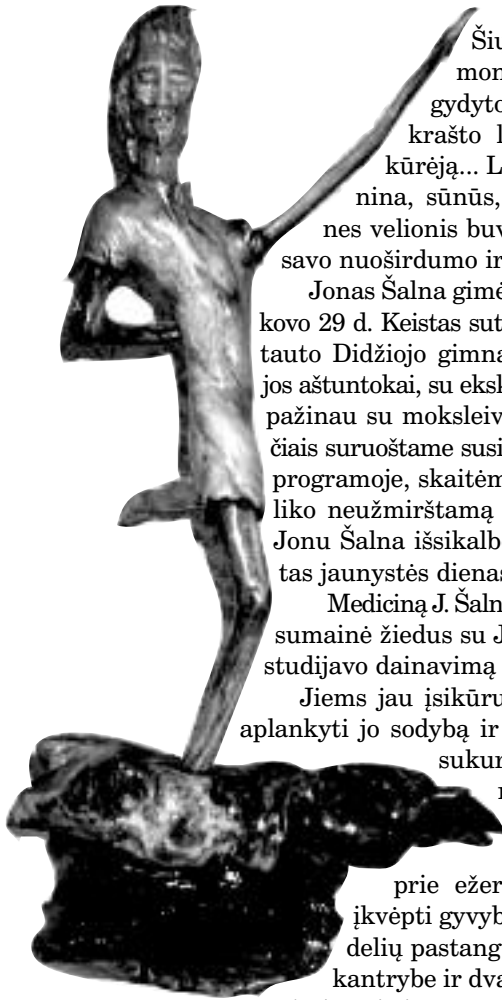 Šiu
mon
gydyto
krašto l
kūrėją... L
nina, sūnūs,
nes velionis buv
savo nuoširdumo ir
Jonas Šalna gimė
kovo 29 d. Keistas sut
tauto Didžiojo gimna
jos aštuntokai, su eksk
pažinau su moksleiv
čiais suruoštame susi
programoje, skaitėm
liko neužmirštamą
Jonu Šalna išsikalb
tas jaunystės dienas
Mediciną J. Šaln
sumainė žiedus su J
studijavo dainavimą
Jiems jau įsikūru
aplankyti jo sodybą ir
sukur
prie ežer
įkvėpti gyvyb
delių pastang
kantrybe ir dva